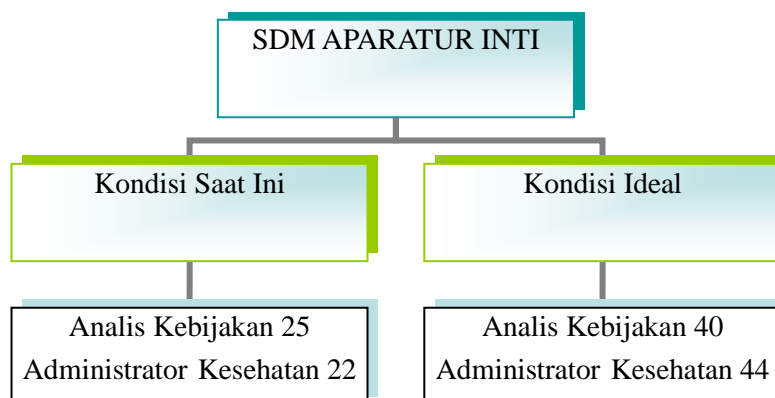 SDM APARATUR INTI
Kondisi Saat Ini
Kondisi Ideal
Analis Kebijakan 25
Administrator Kesehatan 22
Analis Kebijakan 40
Administrator Kesehatan 44